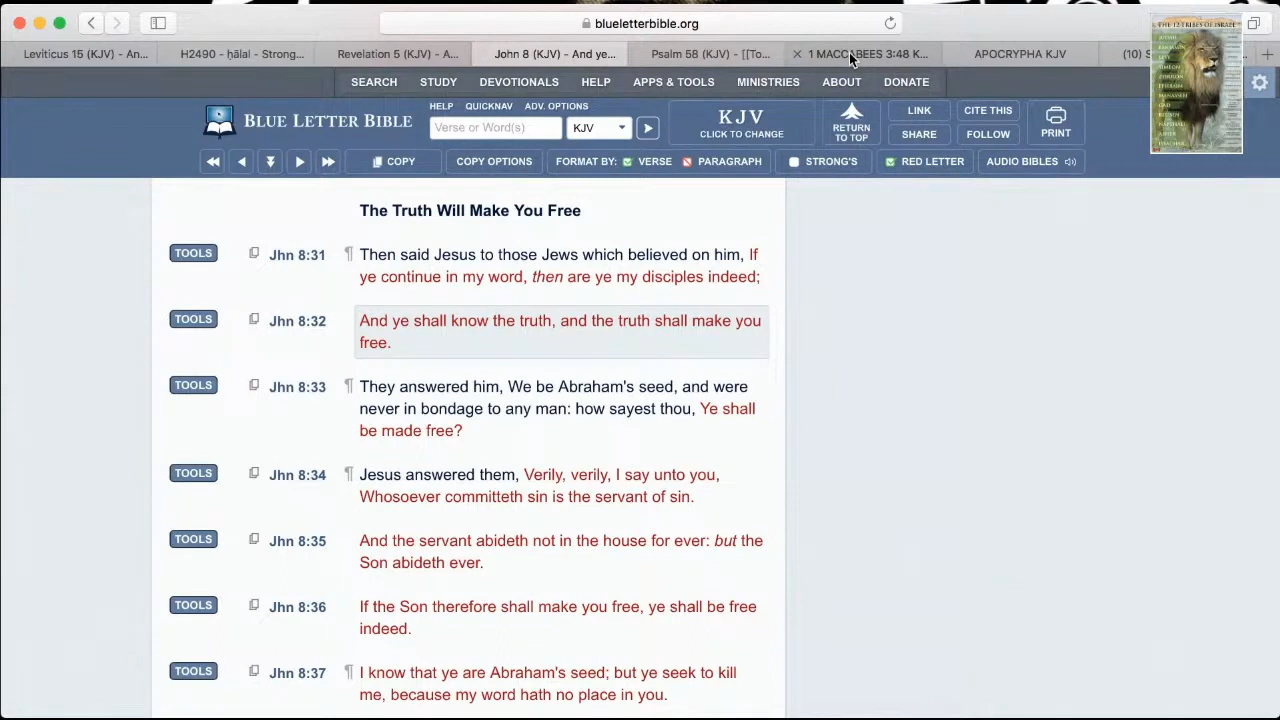 blueletterbible.org
Leviticus 15 (KJV) - An...
H2490 - ḥālal - Strong...
Revelation 5 (KJV) - A...
John 8 (KJV) - And ye...
Psalm 58 (KJV) - [[To...
1 MACCABEES 3:48 K...
APOCRYPHA KJV
(10) S
THE 12 TRIBES OF ISRAEL
SEARCH STUDY DEVOTIONALS HELP APPS & TOOLS MINISTRIES ABOUT DONATE
BLUE LETTER BIBLE
HELP QUICKNAV ADV. OPTIONS
Verse or Word(s) KJV
KJV
CLICK TO CHANGE
RETURN
TO TOP
LINK CITE THIS
SHARE FOLLOW
PRINT
COPY COPY OPTIONS FORMAT BY: VERSE PARAGRAPH STRONG'S RED LETTER AUDIO BIBLES
The Truth Will Make You Free
TOOLS Jhn 8:31 ¶ Then said Jesus to those Jews which believed on him, If
ye continue in my word, then are ye my disciples indeed;
TOOLS Jhn 8:32 And ye shall know the truth, and the truth shall make you
free.
TOOLS Jhn 8:33 ¶ They answered him, We be Abraham's seed, and were
never in bondage to any man: how sayest thou, Ye shall
be made free?
TOOLS Jhn 8:34 ¶ Jesus answered them, Verily, verily, I say unto you,
Whosoever committeth sin is the servant of sin.
TOOLS Jhn 8:35 And the servant abideth not in the house for ever: but the
Son abideth ever.
TOOLS Jhn 8:36 If the Son therefore shall make you free, ye shall be free
indeed.
TOOLS Jhn 8:37 ¶ I know that ye are Abraham's seed; but ye seek to kill
me, because my word hath no place in you.